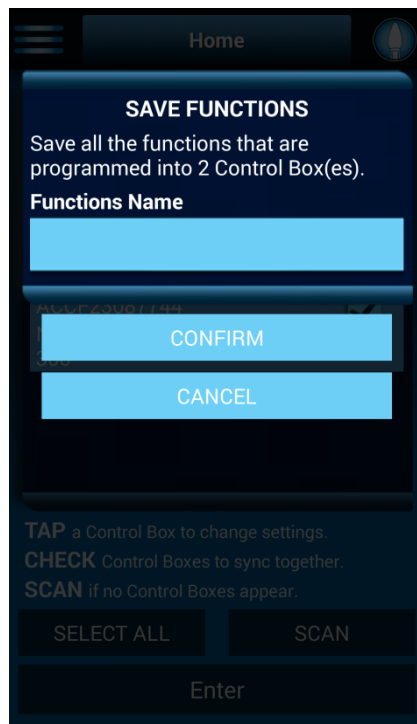 Home
SAVE FUNCTIONS
Save all the functions that are
programmed into 2 Control Box(es).
Functions Name
CONFIRM
CANCEL
TAP a Control Box to change settings.
CHECK Control Boxes to sync together.
SCAN if no Control Boxes appear.
SELECT ALL
SCAN
Enter